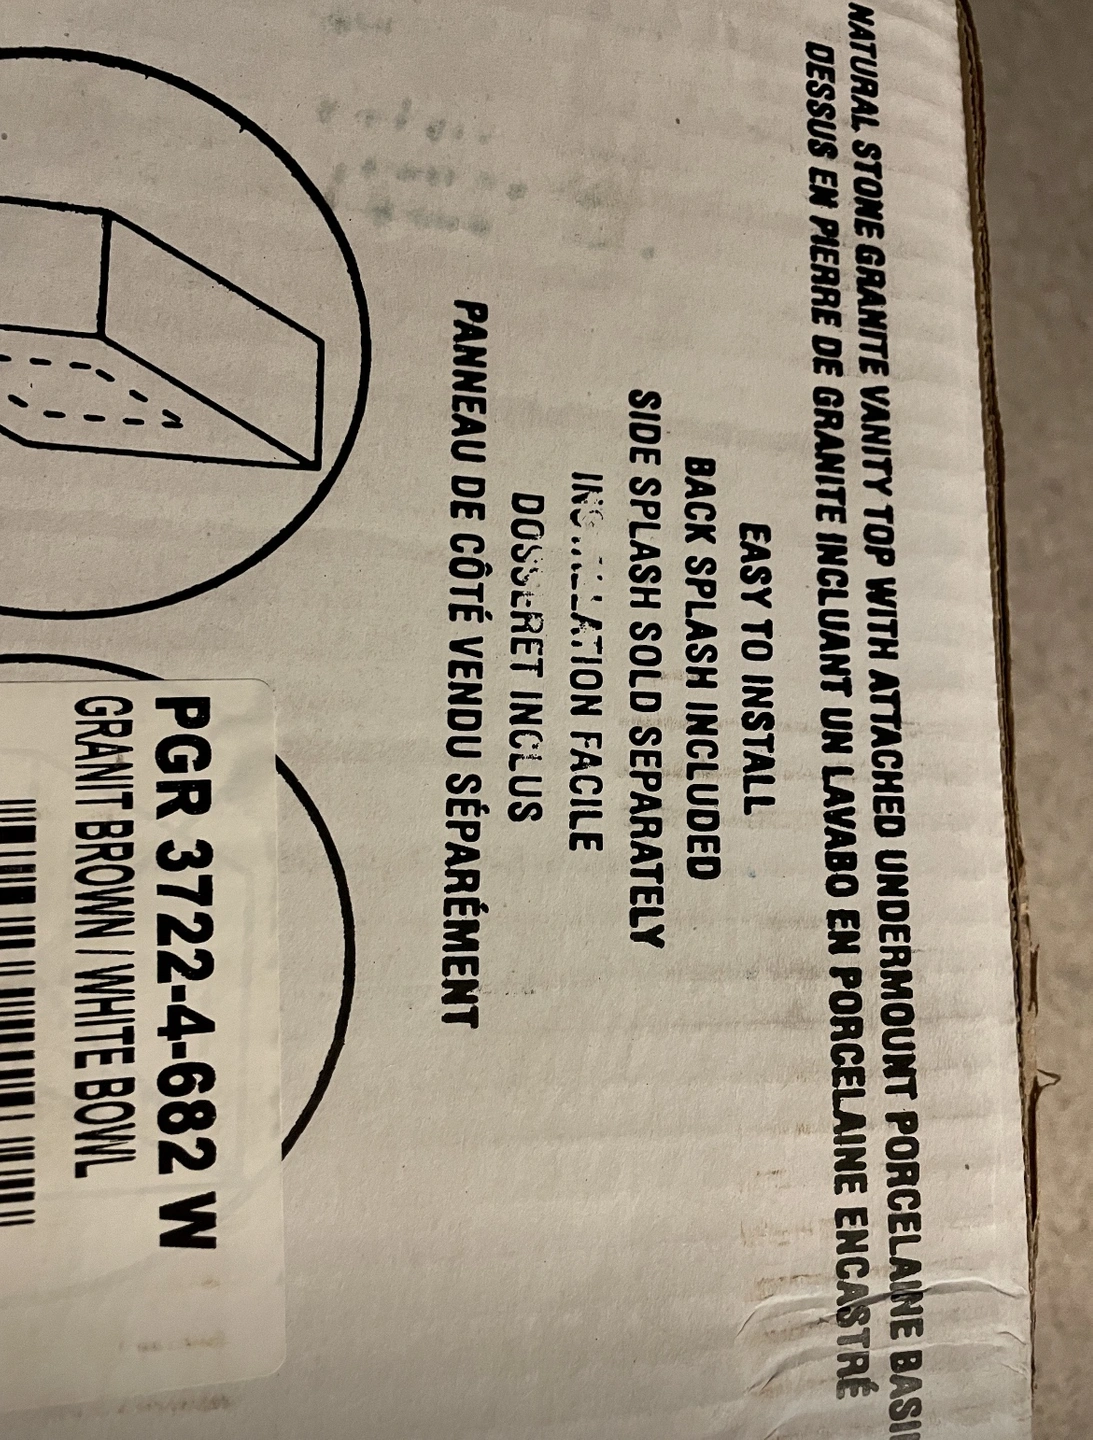 NATURAL STONE GRANITE VANITY TOP WITH ATTACHED UNDERMOUNT PORCELAINE BASI
DESSUS EN PIERRE DE GRANITE INCLUANT UN LAVABO EN PORCELAINE ENCASTRÉ
EASY TO INSTALL
BACK SPLASH INCLUDED
SIDE SPLASH SOLD SEPARATELY
INSTALLATION FACILE
DOSSERET INCLUS
PANNEAU DE CÔTÉ VENDU SÉPARÉMENT
PGR 3722-4-682 W
GRANIT BROWN / WHITE BOWL